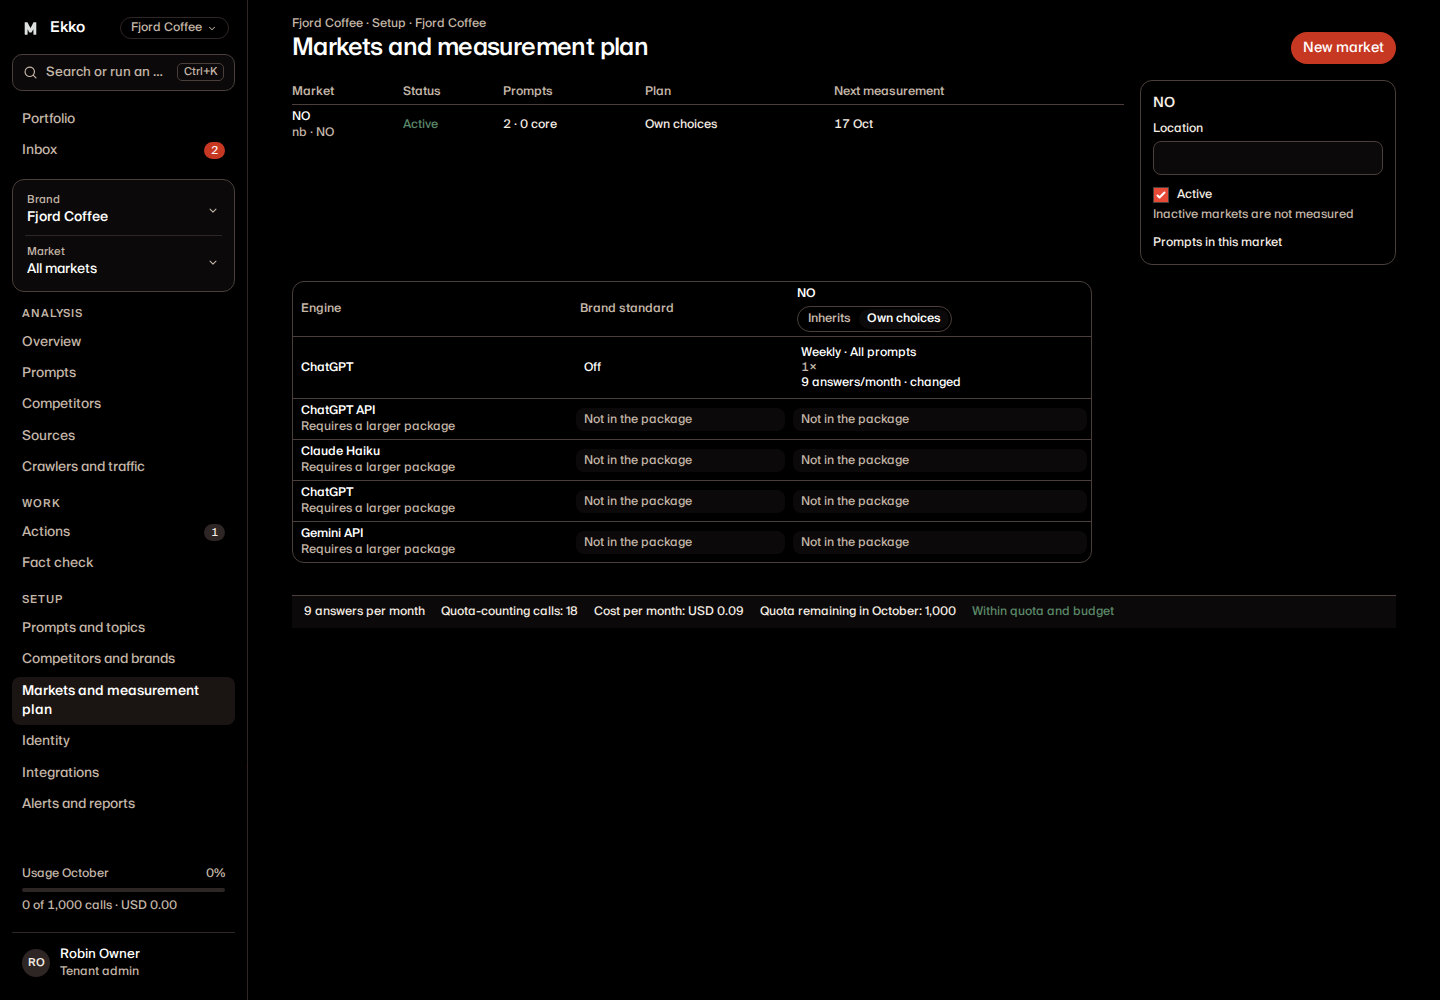 Ekko
Fjord Coffee
Search or run an ...
Ctrl+K
Portfolio
Inbox
2
Brand
Fjord Coffee
Market
All markets
ANALYSIS
Overview
Prompts
Competitors
Sources
Crawlers and traffic
WORK
Actions
1
Fact check
SETUP
Prompts and topics
Competitors and brands
Markets and measurement
plan
Identity
Integrations
Alerts and reports
Usage October
0%
0 of 1,000 calls · USD 0.00
RO
Robin Owner
Tenant admin
Fjord Coffee · Setup · Fjord Coffee
Markets and measurement plan
New market
Market
Status
Prompts
Plan
Next measurement
NO
nb · NO
Active
2 · 0 core
Own choices
17 Oct
NO
Location
Active
Inactive markets are not measured
Prompts in this market
Engine
Brand standard
NO
Inherits
Own choices
ChatGPT
Off
Weekly · All prompts
1×
9 answers/month · changed
ChatGPT API
Requires a larger package
Not in the package
Not in the package
Claude Haiku
Requires a larger package
Not in the package
Not in the package
ChatGPT
Requires a larger package
Not in the package
Not in the package
Gemini API
Requires a larger package
Not in the package
Not in the package
9 answers per month
Quota-counting calls: 18
Cost per month: USD 0.09
Quota remaining in October: 1,000
Within quota and budget